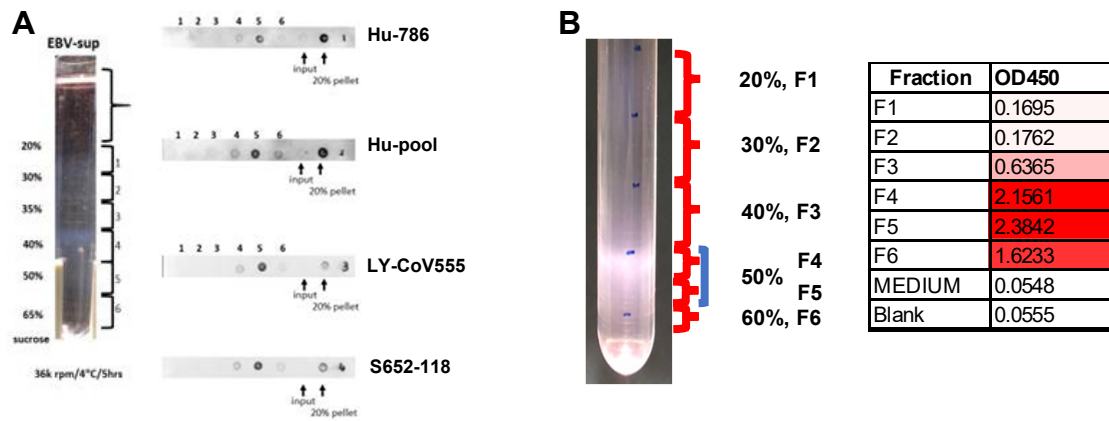 A
EBV-sup
20%
30%
35%
40%
50%
65%
sucrose
1
2
3
4
5
6
36k rpm/4°C/5hrs
1 2 3 4 5 6
input
20% pellet
1
Hu-786
1 2 3 4 5 6
input
20% pellet
Hu-pool
1 2 3 4 5 6
input
20% pellet
3
LY-CoV555
input
20% pellet
4
S652-118
B
20%, F1
30%, F2
40%, F3
F4
50%
F5
60%, F6
Fraction OD450
F1 0.1695
F2 0.1762
F3 0.6365
F4 2.1561
F5 2.3842
F6 1.6233
MEDIUM 0.0548
Blank 0.0555